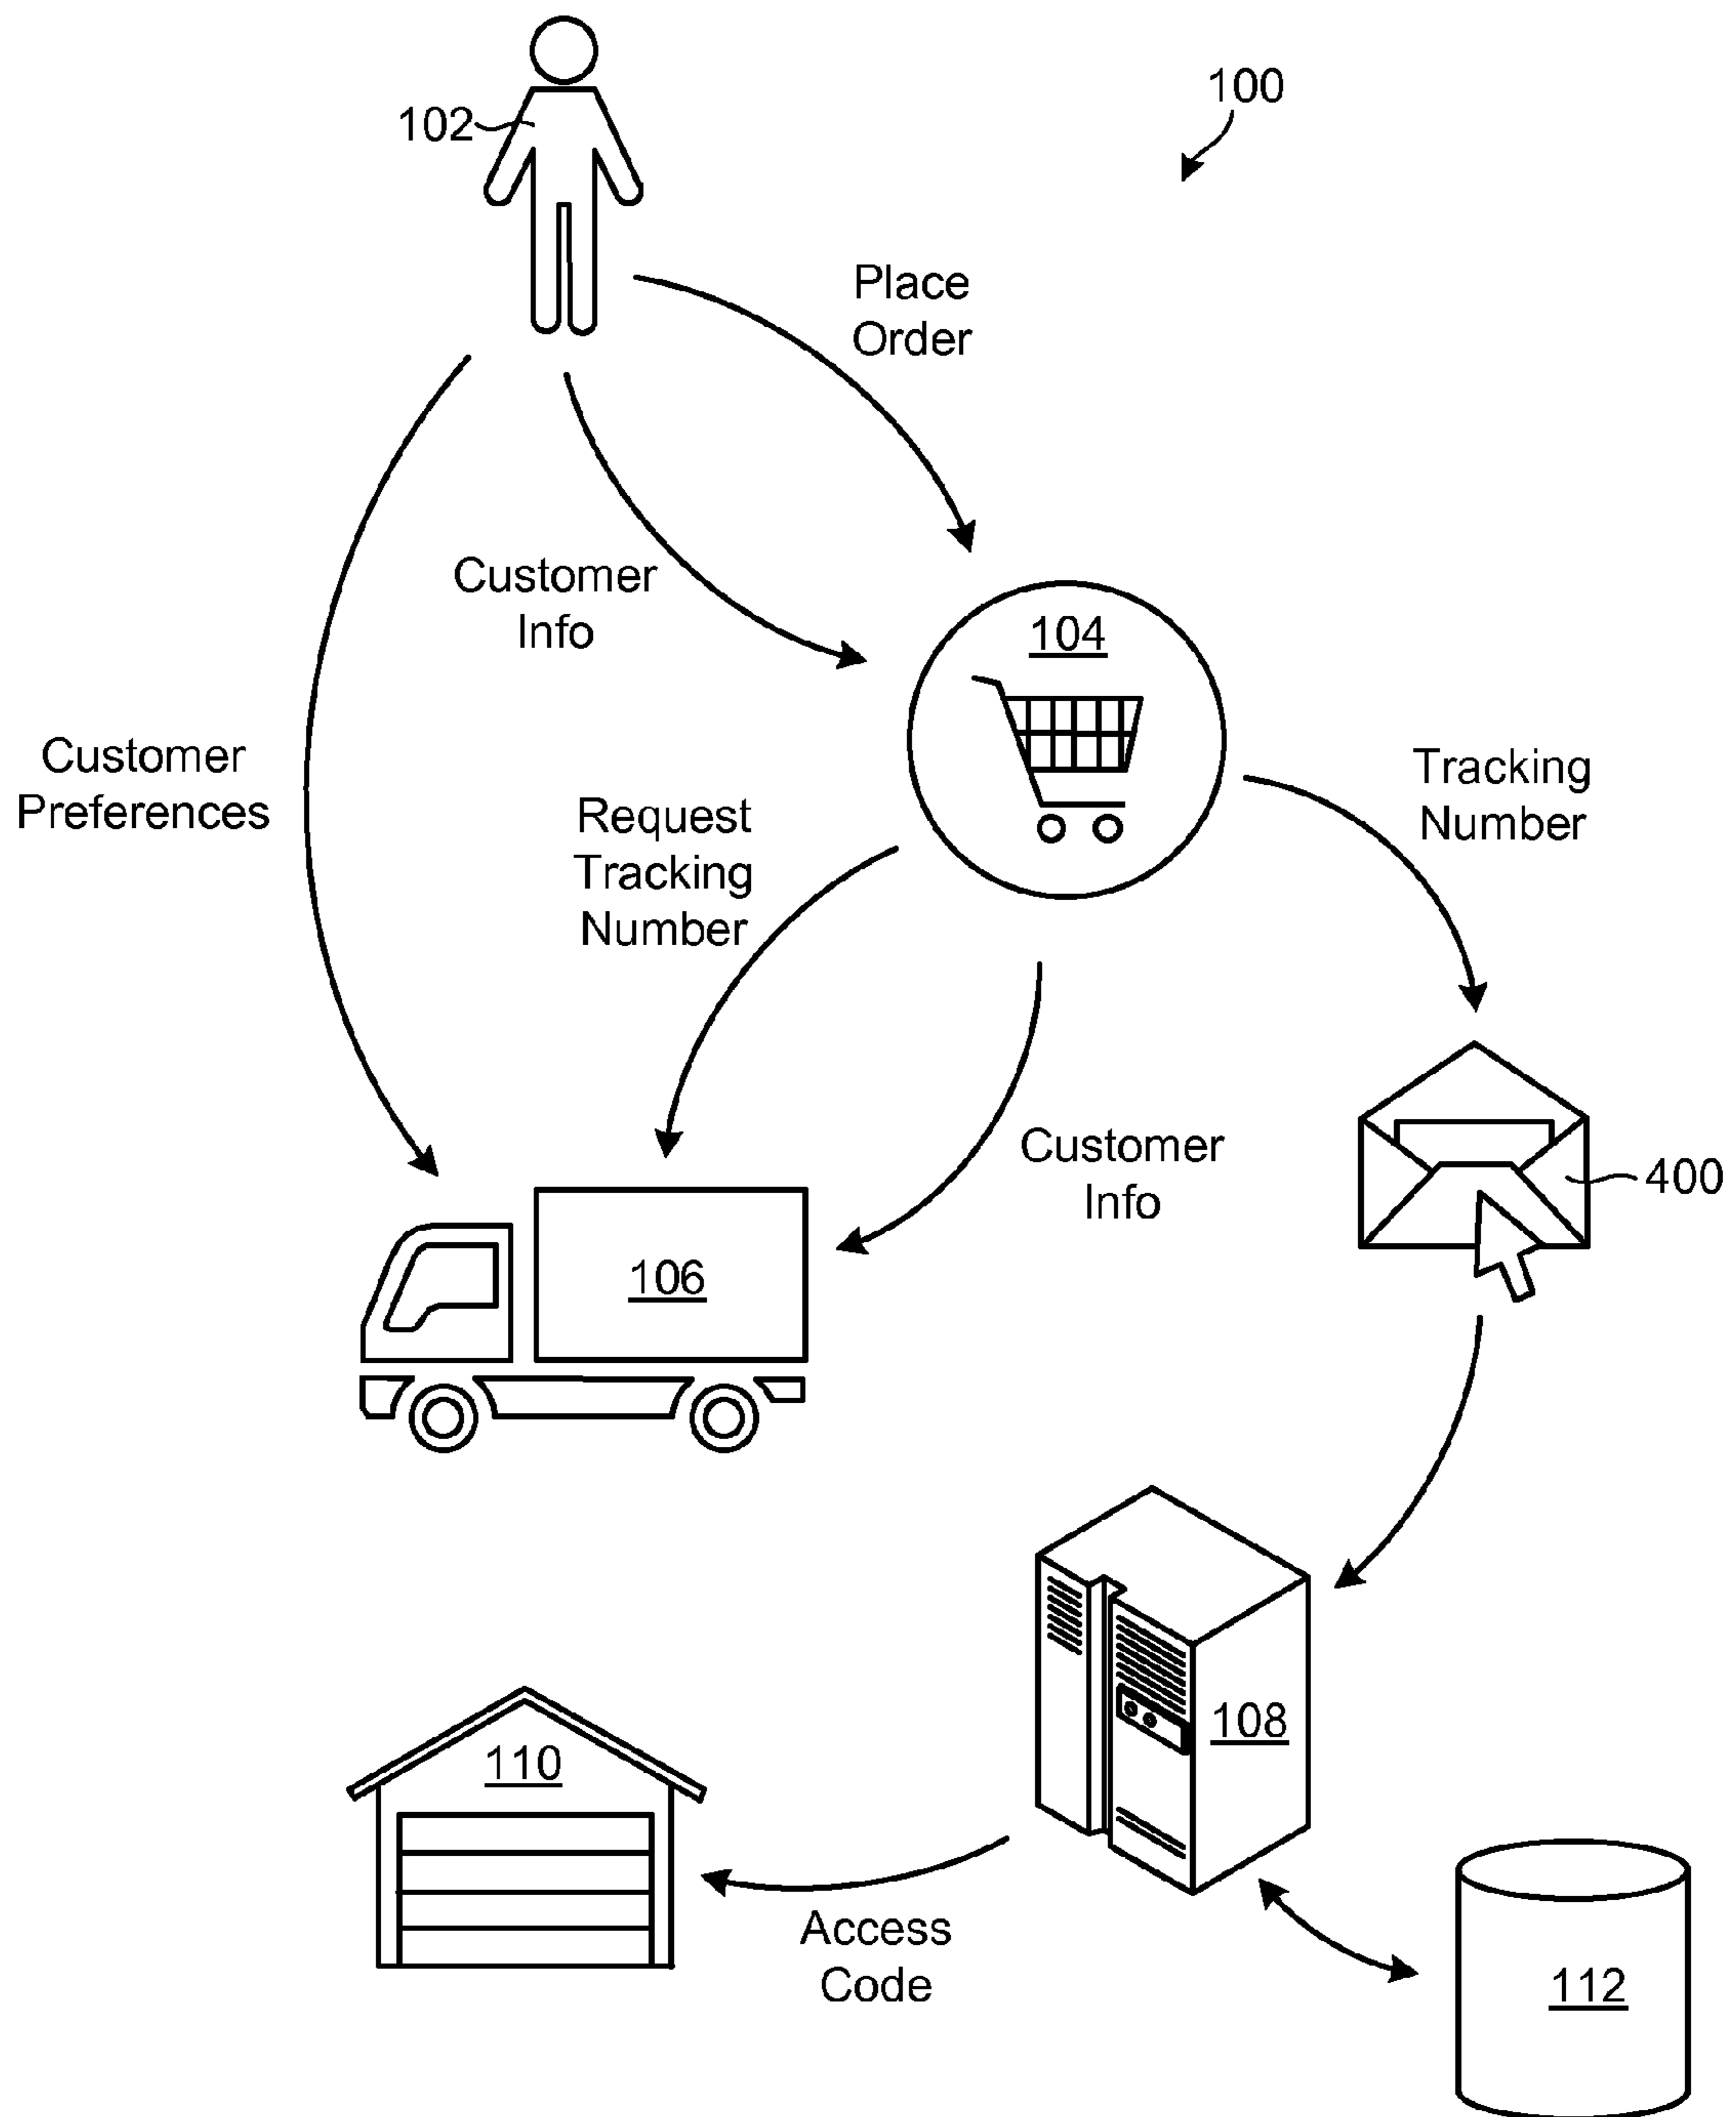 100
102
Place
Order
Customer
Info
104
Customer
Preferences
Request
Tracking
Number
Tracking
Number
Customer
Info
400
106
108
110
Access
Code
112